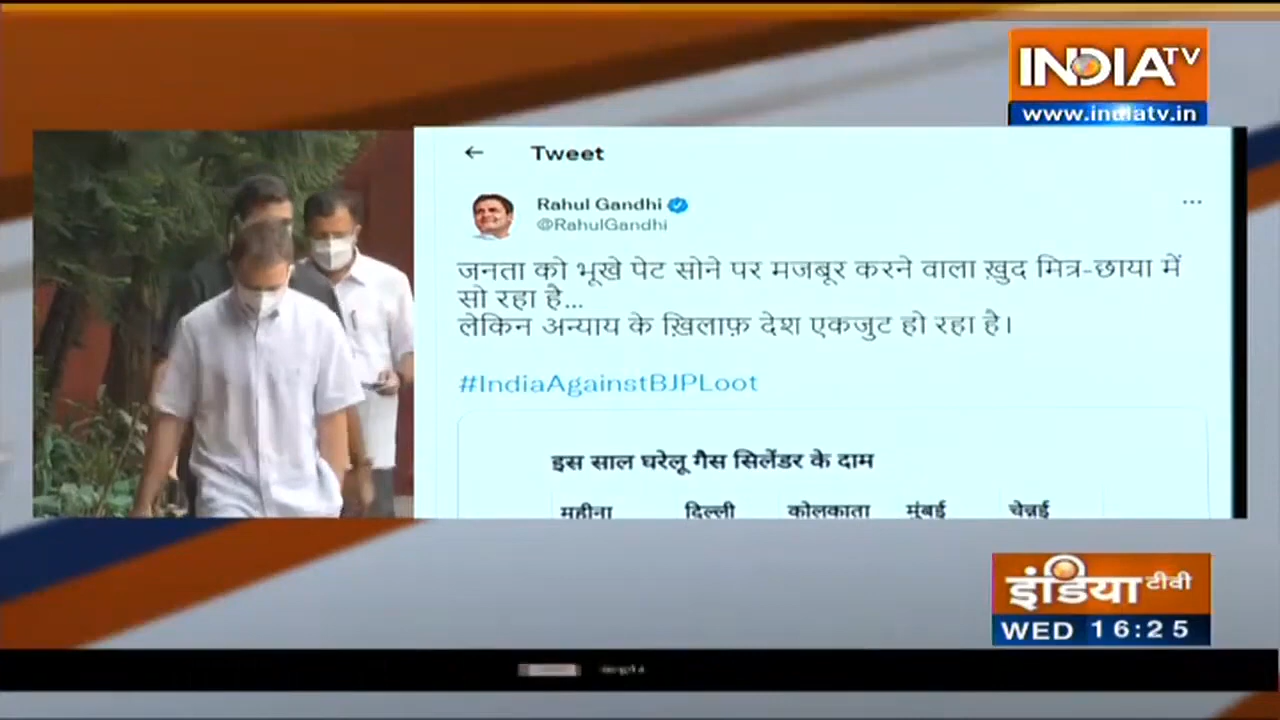 INDIA TV
www.indiatv.in
← Tweet
Rahul Gandhi
@RahulGandhi
जनता को भूखे पेट सोने पर मजबूर करने वाला ख़ुद मित्र-छाया में
सो रहा है...
लेकिन अन्याय के ख़िलाफ़ देश एकजुट हो रहा है।
#IndiaAgainstBJPLoot
इस साल घरेलू गैस सिलेंडर के दाम
महीना दिल्ली कोलकाता मुंबई चेन्नई
इंडिया टीवी
WED 16:25